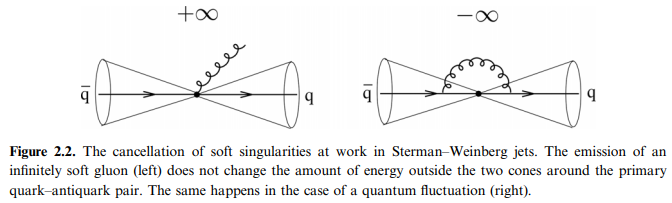 +∞ −∞
q̄ q q̄ q
Figure 2.2. The cancellation of soft singularities at work in Sterman–Weinberg jets. The emission of an
infinitely soft gluon (left) does not change the amount of energy outside the two cones around the primary
quark–antiquark pair. The same happens in the case of a quantum fluctuation (right).